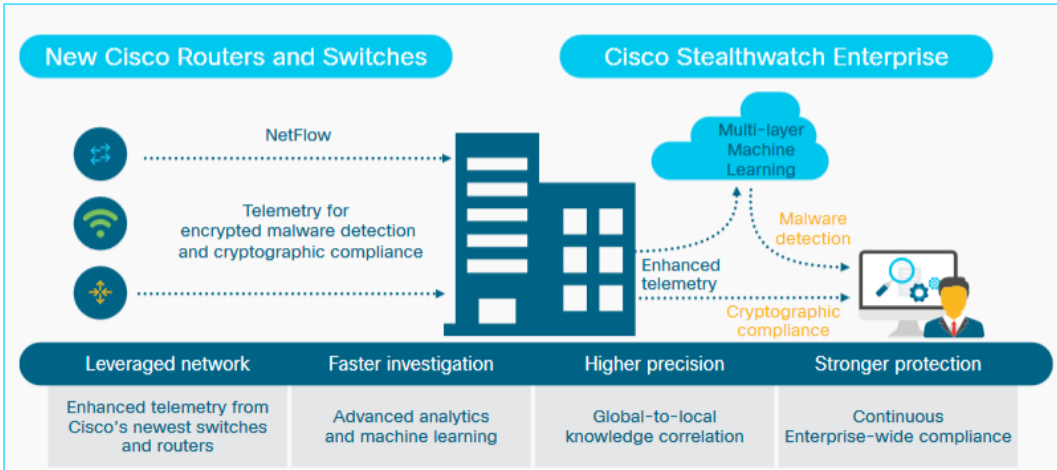 New Cisco Routers and Switches
Cisco Stealthwatch Enterprise
NetFlow
Telemetry for
encrypted malware detection
and cryptographic compliance
Multi-layer
Machine
Learning
Malware
detection
Enhanced
telemetry
Cryptographic
compliance
Leveraged network
Faster investigation
Higher precision
Stronger protection
Enhanced telemetry from
Cisco's newest switches
and routers
Advanced analytics
and machine learning
Global-to-local
knowledge correlation
Continuous
Enterprise-wide compliance